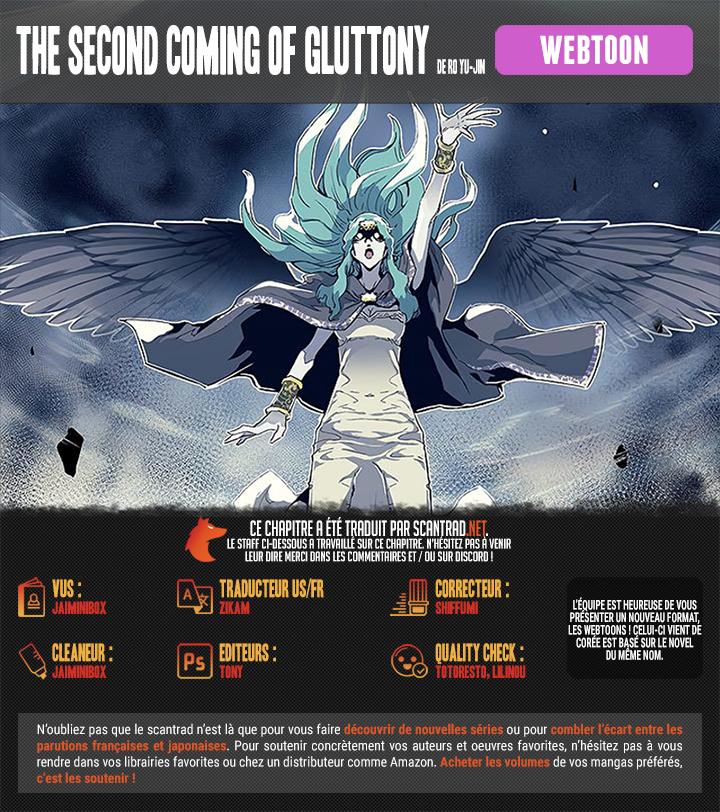 THE SECOND COMING OF GLUTTONY DE RO YU-JIN
WEBTOON
CE CHAPITRE A ÉTÉ TRADUIT PAR SCANTRAD.NET.
LE STAFF CI-DESSOUS A TRAVAILLÉ SUR CE CHAPITRE. N'HÉSITEZ PAS À VENIR
LEUR DIRE MERCI DANS LES COMMENTAIRES ET / OU SUR DISCORD !
VUS :
JAIMINIBOX
TRADUCTEUR US/FR
ZIKAM
CORRECTEUR :
SHIFFUMI
CLEANEUR :
JAIMINIBOX
Ps
EDITEURS :
TONY
QUALITY CHECK :
TOTORESTO, LILINOU
L'ÉQUIPE EST HEUREUSE DE VOUS
PRÉSENTER UN NOUVEAU FORMAT,
LES WEBTOONS ! CELUI-CI VIENT DE
CORÉE EST BASÉ SUR LE NOVEL
DU MÊME NOM.
N'oubliez pas que le scantrad n'est là que pour vous faire découvrir de nouvelles séries ou pour combler l'écart entre les
parutions françaises et japonaises. Pour soutenir concrètement vos auteurs et oeuvres favorites, n'hésitez pas à vous
rendre dans vos librairies favorites ou chez un distributeur comme Amazon. Acheter les volumes de vos mangas préférés,
c'est les soutenir !